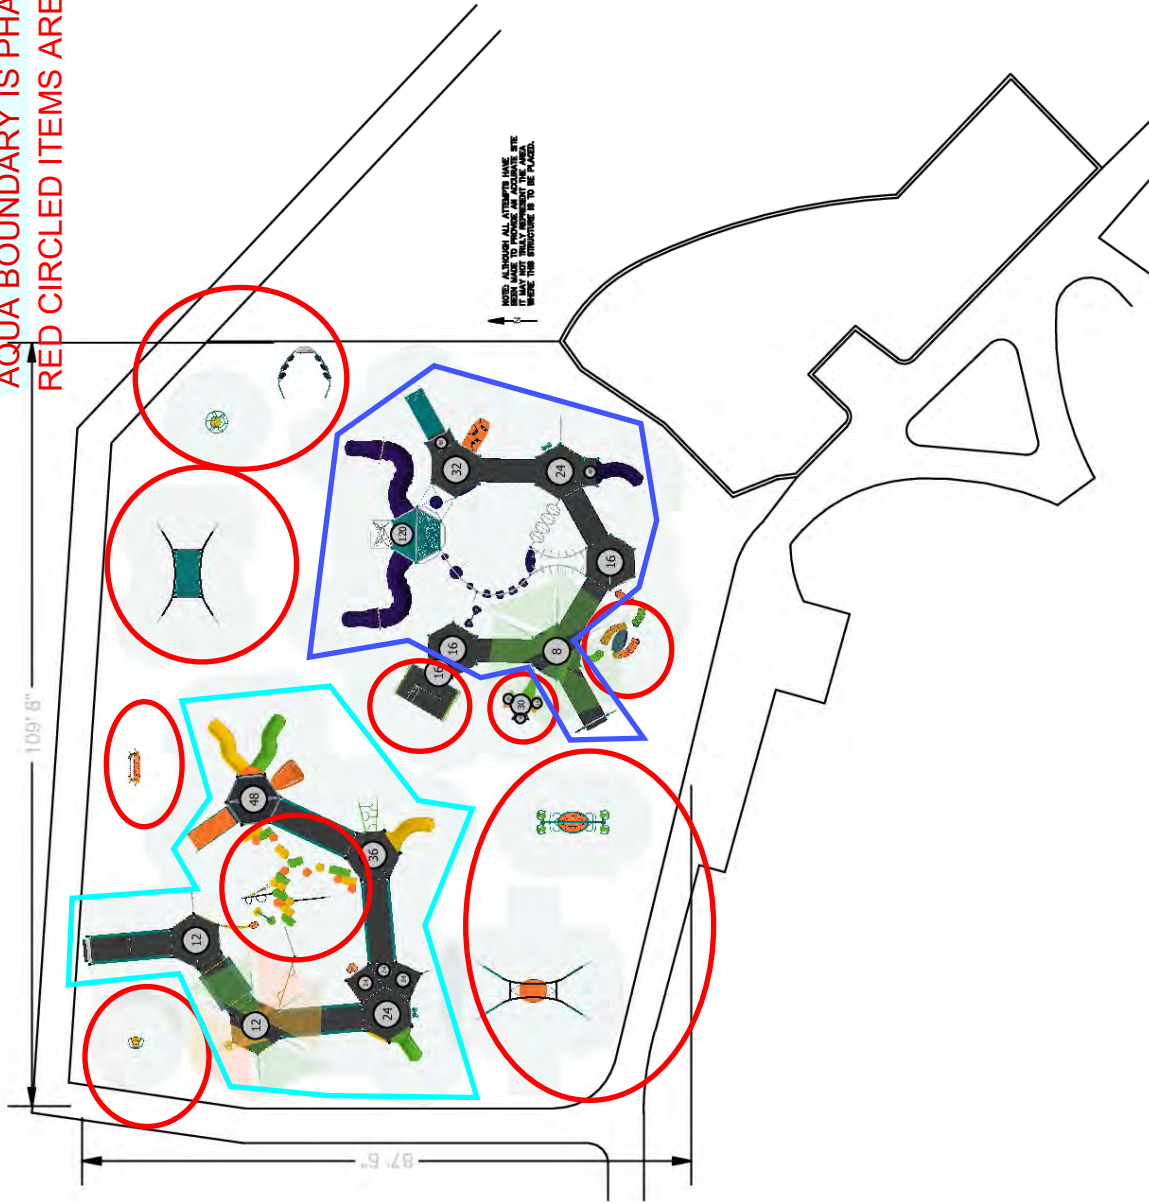 AQUA BOUNDARY IS PHA
RED CIRCLED ITEMS ARE
NOTE: ALTHOUGH ALL ATTEMPTS HAVE
BEEN MADE TO PROVIDE AN ACCURATE SITE
IT MAY NOT TRULY REPRESENT THE AREA
WHERE THIS STRUCTURE IS TO BE PLACED.
N
109' 8"
87' 6"
120
32
24
16
8
16
16
30
48
36
12
12
24
24
24